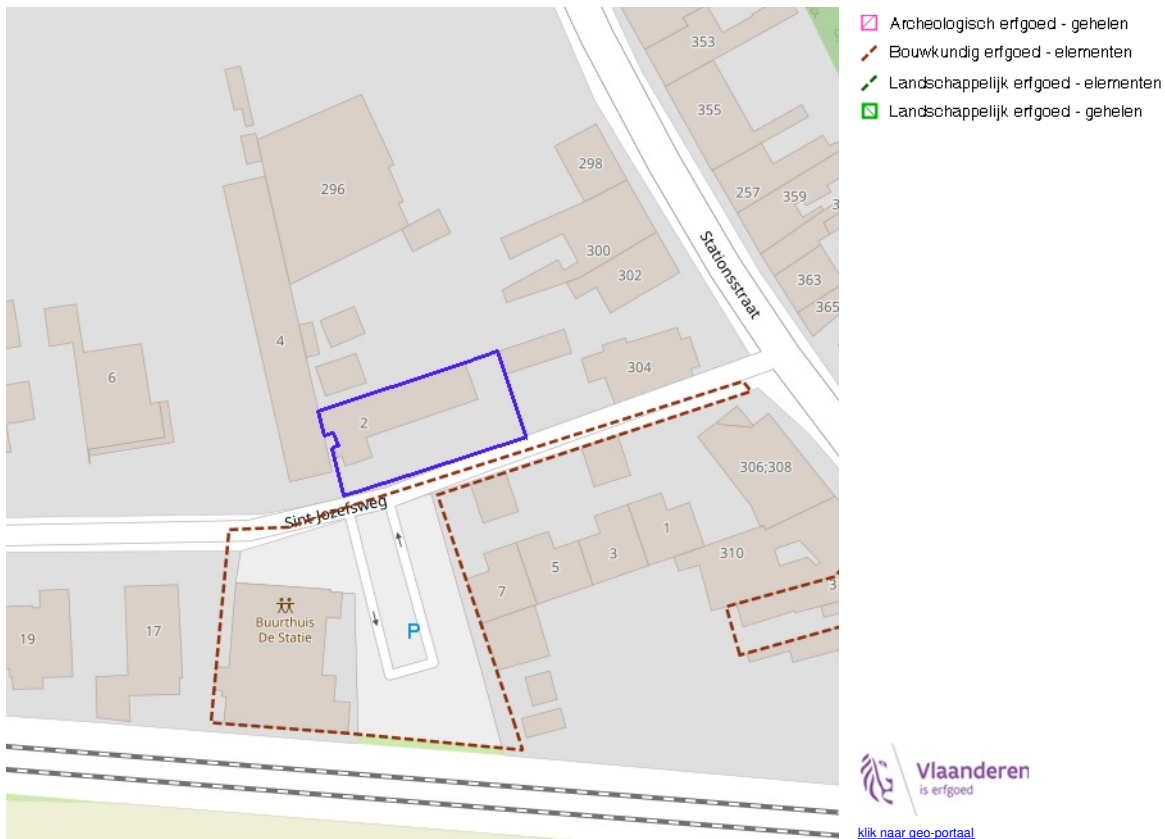 Archeologisch erfgoed - gehelen
Bouwkundig erfgoed - elementen
Landschappelijk erfgoed - elementen
Landschappelijk erfgoed - gehelen
353
355
296
298
257
359
300
302
Stationsstraat
363
365
4
6
304
2
306;308
Sint-Jozefsweg
1
3
5
310
7
Buurthuis
De Statie
P
17
19
Vlaanderen
is erfgoed
klik naar geo-portaal